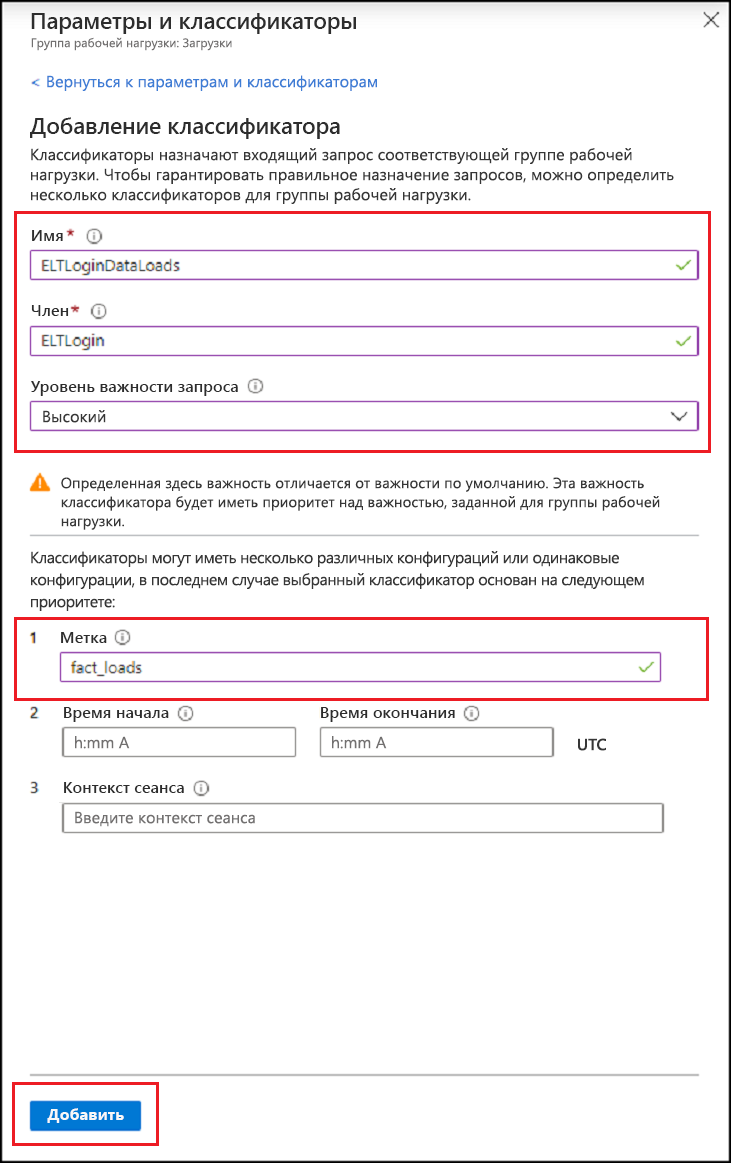 Параметры и классификаторы
Группа рабочей нагрузки: Загрузки
< Вернуться к параметрам и классификаторам
Добавление классификатора
Классификаторы назначают входящий запрос соответствующей группе рабочей
нагрузки. Чтобы гарантировать правильное назначение запросов, можно определить
несколько классификаторов для группы рабочей нагрузки.
Имя*
ELTLoginDataLoads
Член*
ELTLogin
Уровень важности запроса
Высокий
Определенная здесь важность отличается от важности по умолчанию. Эта важность
классификатора будет иметь приоритет над важностью, заданной для группы рабочей
нагрузки.
Классификаторы могут иметь несколько различных конфигураций или одинаковые
конфигурации, в последнем случае выбранный классификатор основан на следующем
приоритете:
1 Метка
fact_loads
2 Время начала Время окончания
h:mm A h:mm A UTC
3 Контекст сеанса
Введите контекст сеанса
Добавить